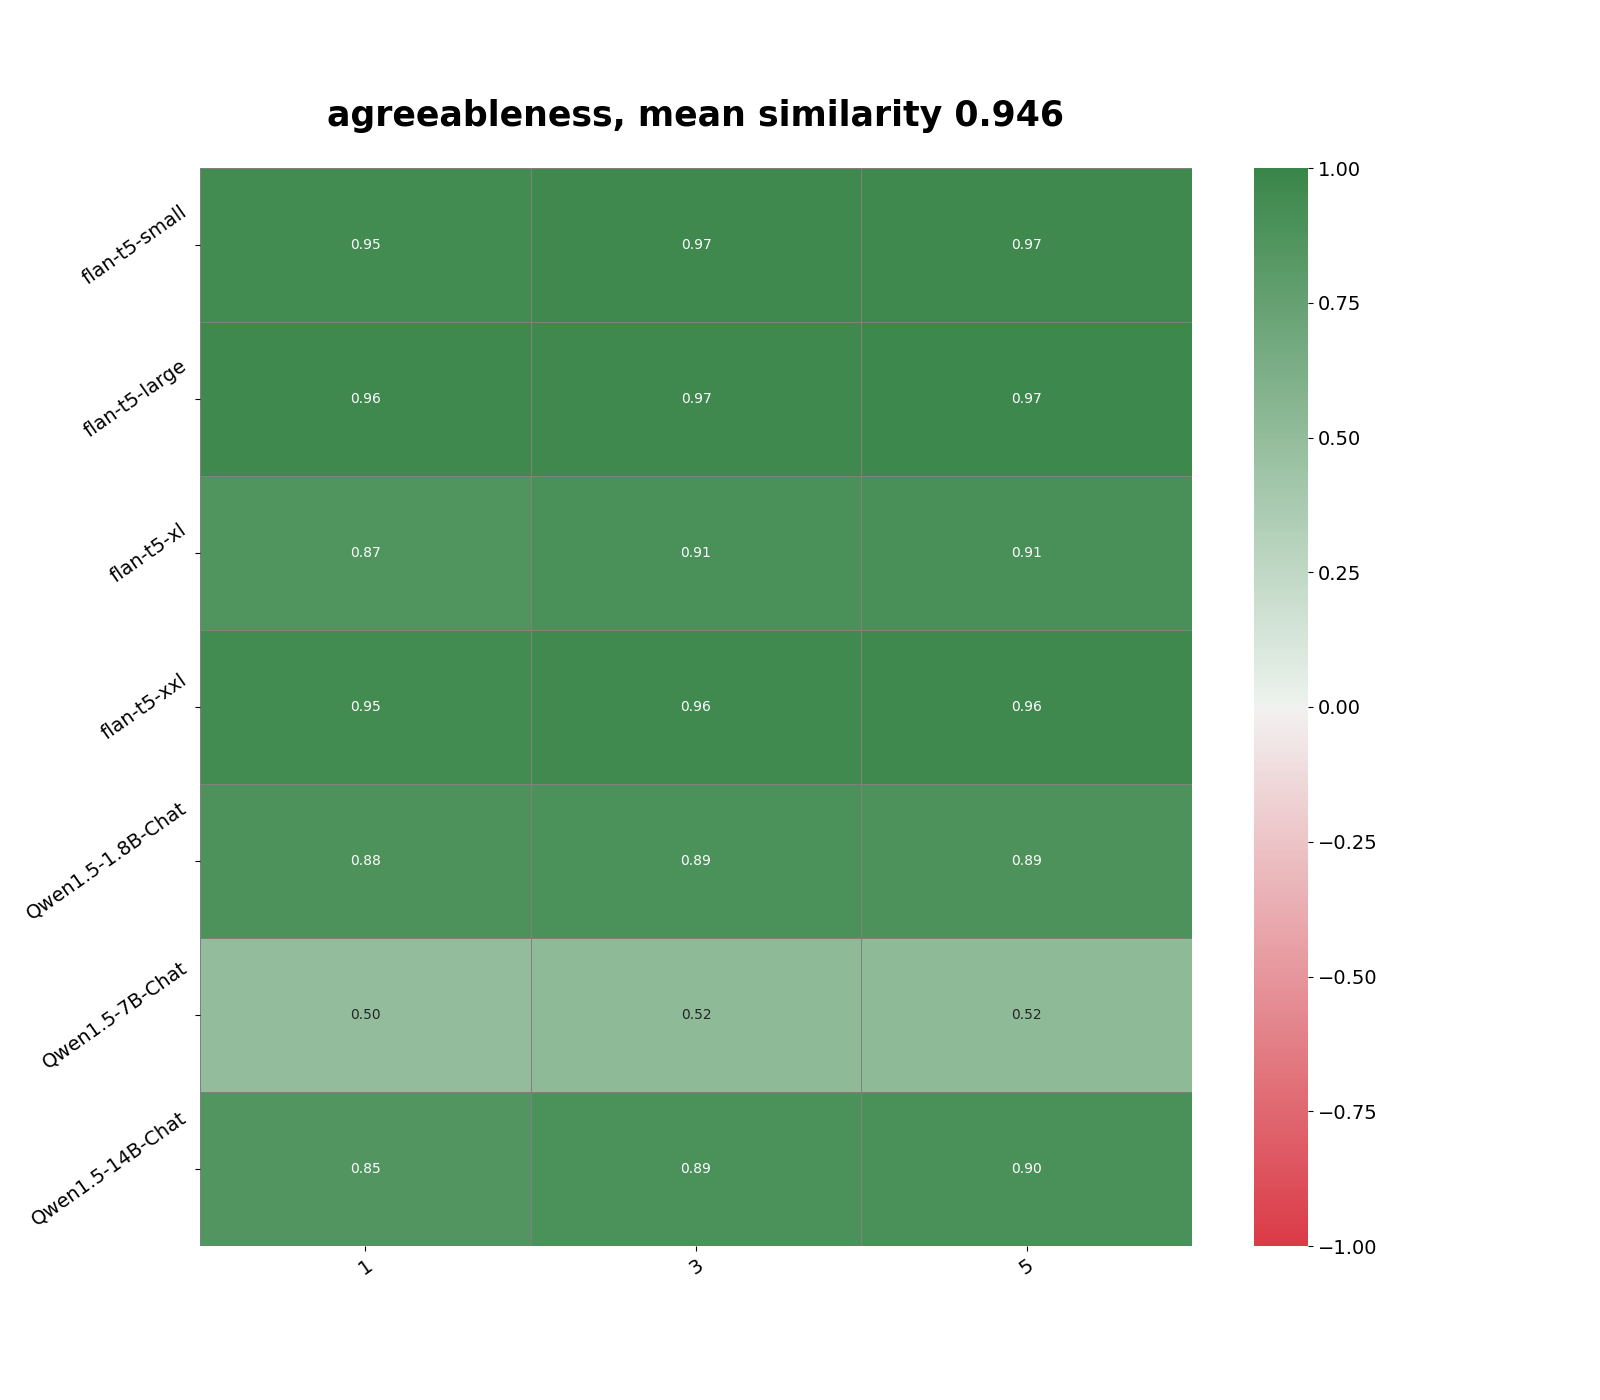 agreeableness, mean similarity 0.946
flan-t5-small 0.95 0.97 0.97
flan-t5-large 0.96 0.97 0.97
flan-t5-xl 0.87 0.91 0.91
flan-t5-xxl 0.95 0.96 0.96
Qwen1.5-1.8B-Chat 0.88 0.89 0.89
Qwen1.5-7B-Chat 0.50 0.52 0.52
Qwen1.5-14B-Chat 0.85 0.89 0.90
1 3 5
1.00
0.75
0.50
0.25
0.00
−0.25
−0.50
−0.75
−1.00